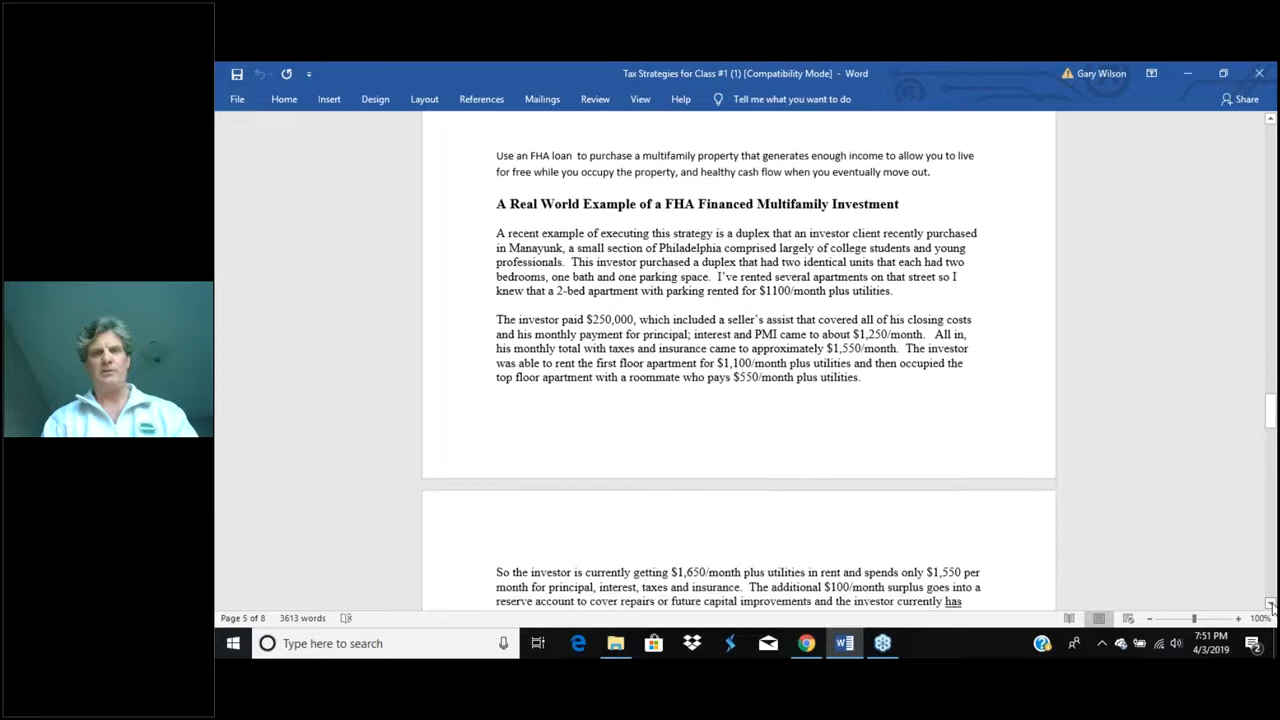 Tax Strategies for Class #1 (1) [Compatibility Mode] - Word
Gary Wilson
File Home Insert Design Layout References Mailings Review View Help Tell me what you want to do Share
Use an FHA loan to purchase a multifamily property that generates enough income to allow you to live
for free while you occupy the property, and healthy cash flow when you eventually move out.
A Real World Example of a FHA Financed Multifamily Investment
A recent example of executing this strategy is a duplex that an investor client recently purchased
in Manayunk, a small section of Philadelphia comprised largely of college students and young
professionals. This investor purchased a duplex that had two identical units that each had two
bedrooms, one bath and one parking space. I've rented several apartments on that street so I
knew that a 2-bed apartment with parking rented for $1100/month plus utilities.
The investor paid $250,000, which included a seller's assist that covered all of his closing costs
and his monthly payment for principal; interest and PMI came to about $1,250/month. All in,
his monthly total with taxes and insurance came to approximately $1,550/month. The investor
was able to rent the first floor apartment for $1,100/month plus utilities and then occupied the
top floor apartment with a roommate who pays $550/month plus utilities.
So the investor is currently getting $1,650/month plus utilities in rent and spends only $1,550 per
month for principal, interest, taxes and insurance. The additional $100/month surplus goes into a
reserve account to cover repairs or future capital improvements and the investor currently has
Page 5 of 8 3613 words 100%
Type here to search
7:51 PM
4/3/2019
2